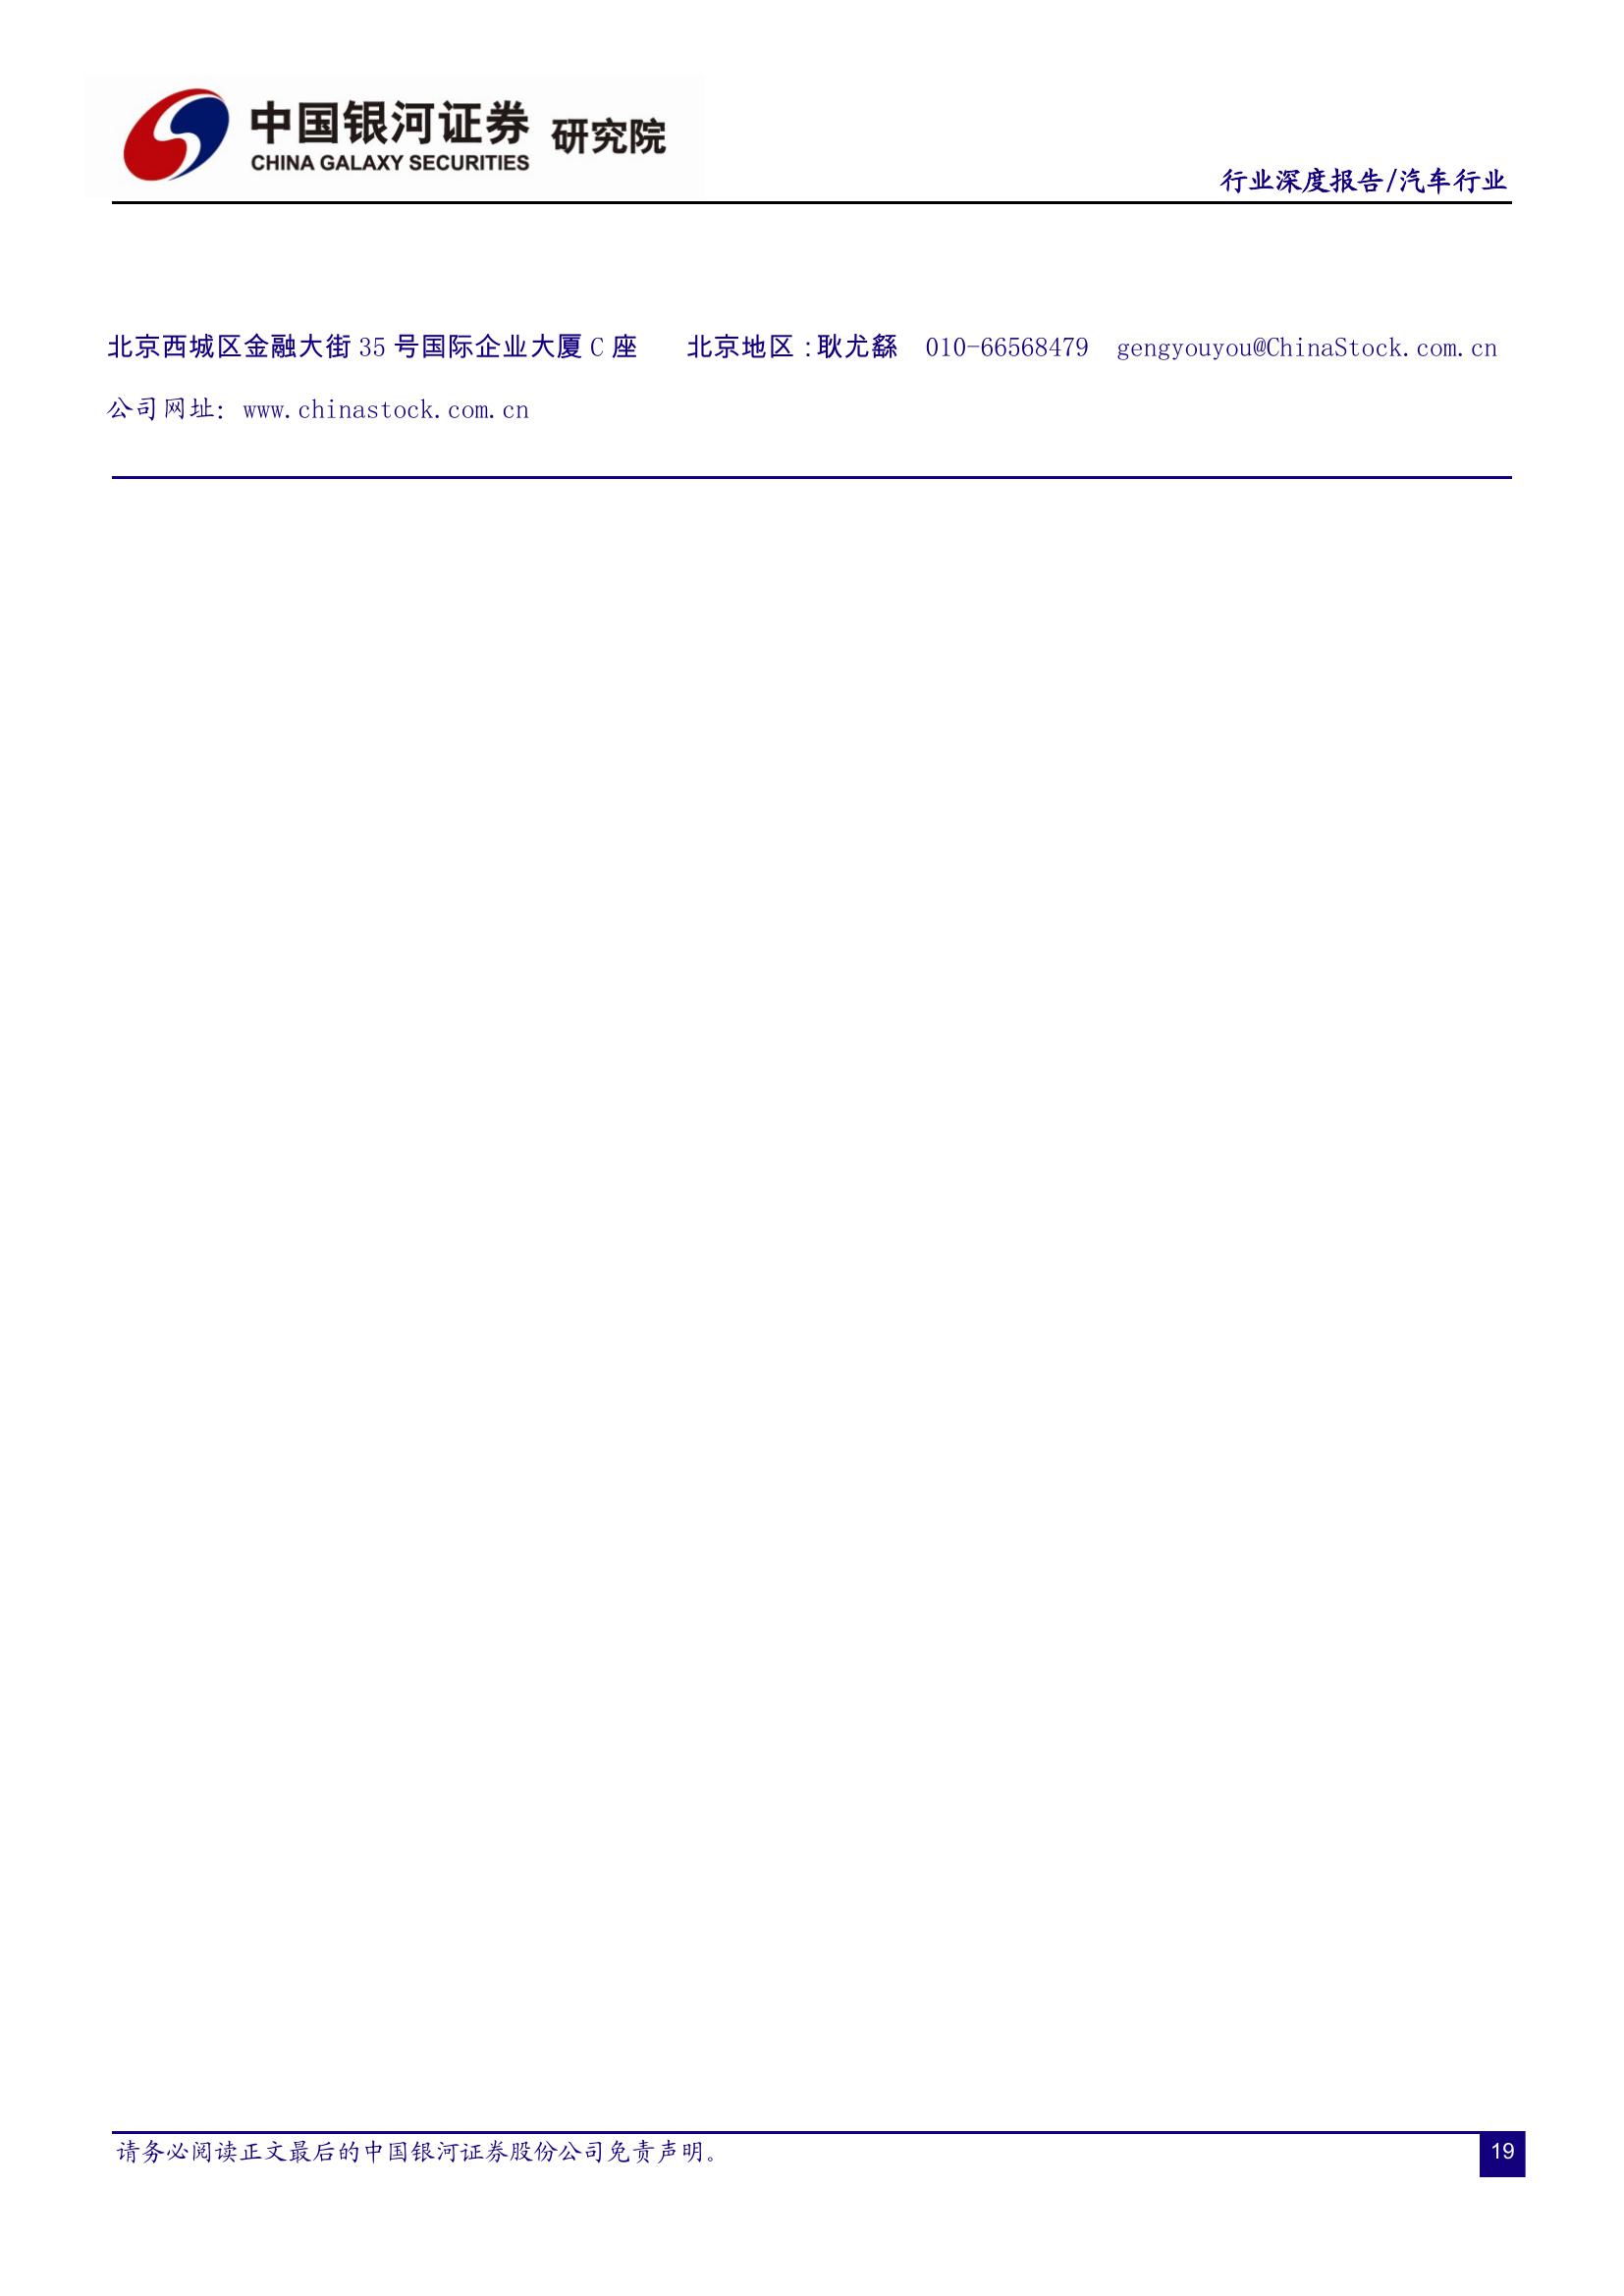 中国银河证券 研究院
CHINA GALAXY SECURITIES
行业深度报告/汽车行业
北京西城区金融大街 35 号国际企业大厦 C 座 北京地区:耿尤繇 010-66568479 gengyouyou@ChinaStock.com.cn
公司网址：www.chinastock.com.cn
请务必阅读正文最后的中国银河证券股份公司免责声明。
19